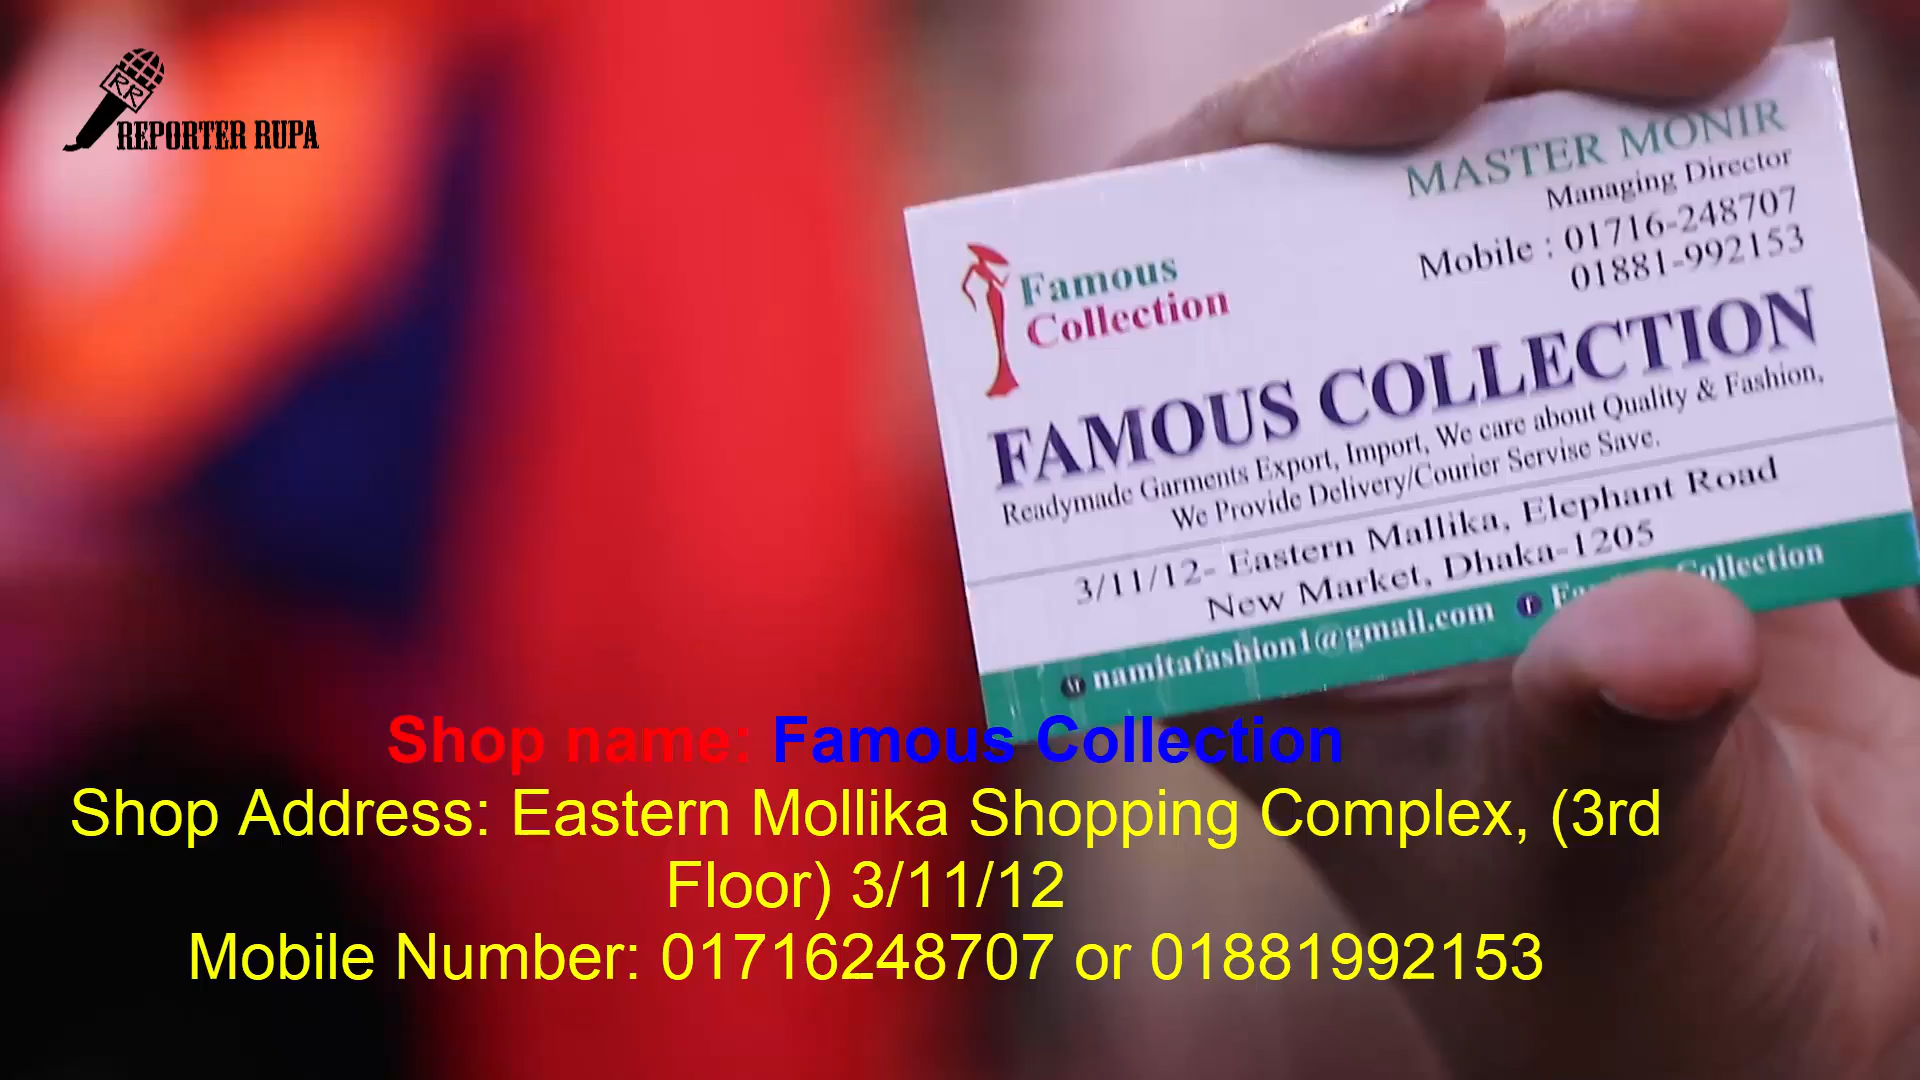 RR
REPORTER RUPA
MASTER MONIR
Managing Director
Mobile : 01716-248707
01881-992153
Famous
Collection
FAMOUS COLLECTION
Readymade Garments Export, Import, We care about Quality & Fashion,
We Provide Delivery/Courier Servise Save.
3/11/12- Eastern Mallika, Elephant Road
New Market, Dhaka-1205
namitafashion1@gmail.com f Collection
Shop name: Famous Collection
Shop Address: Eastern Mollika Shopping Complex, (3rd
Floor) 3/11/12
Mobile Number: 01716248707 or 01881992153